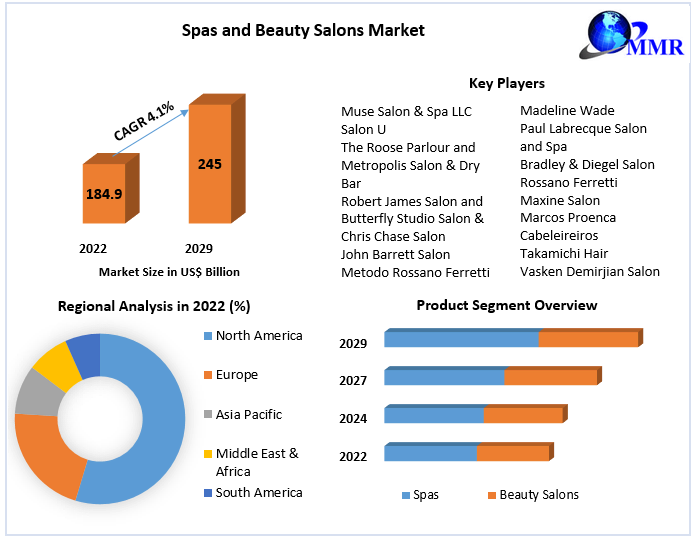 Spas and Beauty Salons Market
MMR
CAGR 4.1%
184.9
245
2022
2029
Market Size in US$ Billion
Key Players
Muse Salon & Spa LLC
Salon U
The Roose Parlour and
Metropolis Salon & Dry
Bar
Robert James Salon and
Butterfly Studio Salon &
Chris Chase Salon
John Barrett Salon
Metodo Rossano Ferretti
Madeline Wade
Paul Labrecque Salon
and Spa
Bradley & Diegel Salon
Rossano Ferretti
Maxine Salon
Marcos Proenca
Cabeleireiros
Takamichi Hair
Vasken Demirjian Salon
Regional Analysis in 2022 (%)
North America
Europe
Asia Pacific
Middle East &
Africa
South America
Product Segment Overview
2029
2027
2024
2022
Spas
Beauty Salons